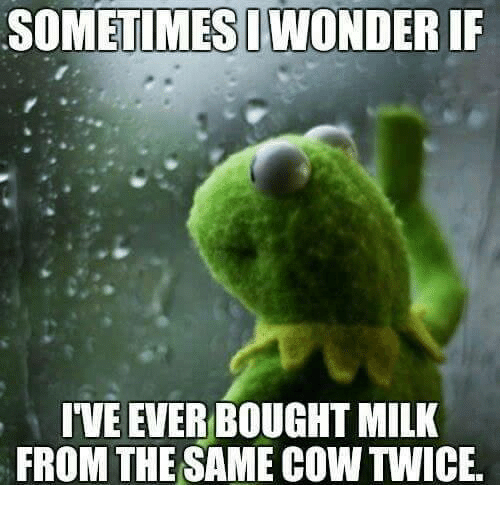 SOMETIMES I WONDER IF
I'VE EVER BOUGHT MILK
FROM THE SAME COW TWICE.